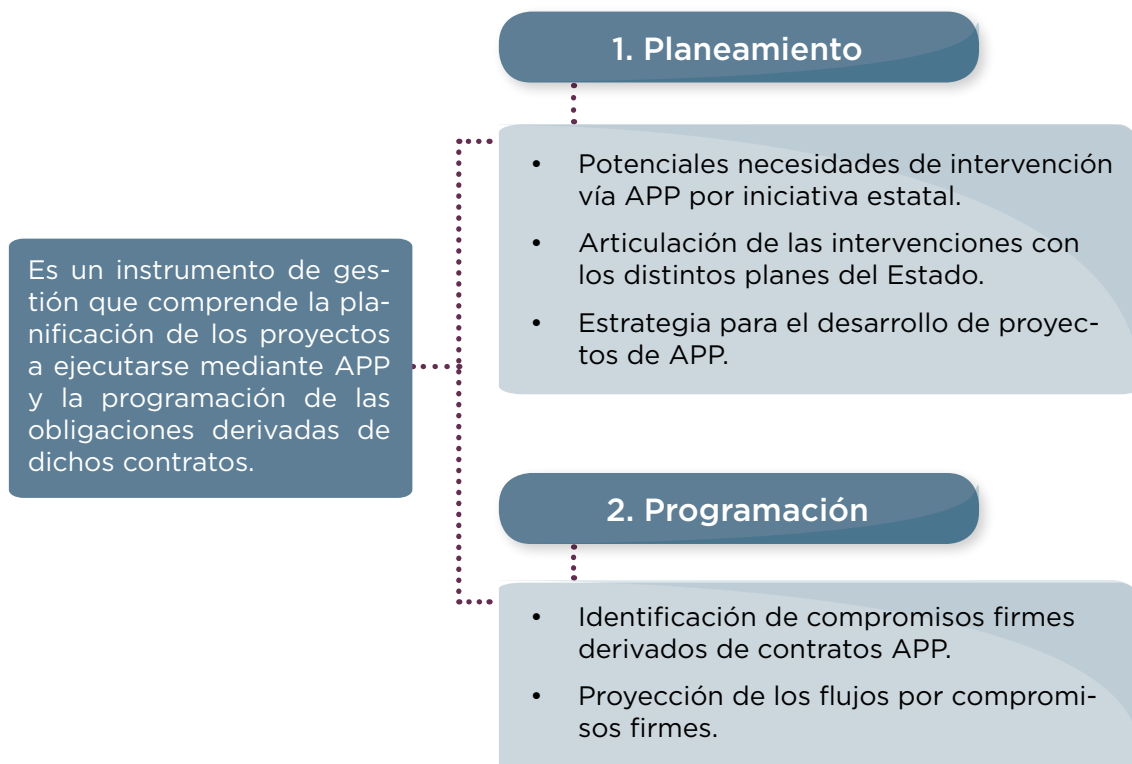 1. Planeamiento
• Potenciales necesidades de intervención
vía APP por iniciativa estatal.
• Articulación de las intervenciones con
los distintos planes del Estado.
• Estrategia para el desarrollo de proyec-
tos de APP.
Es un instrumento de ges-
tión que comprende la pla-
nificación de los proyectos
a ejecutarse mediante APP
y la programación de las
obligaciones derivadas de
dichos contratos.
2. Programación
• Identificación de compromisos firmes
derivados de contratos APP.
• Proyección de los flujos por compromi-
sos firmes.